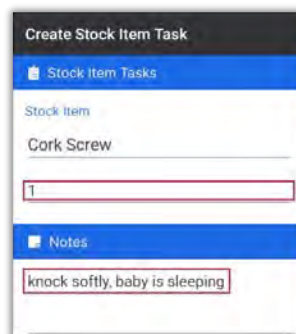 Create Stock Item Task
Stock Item Tasks
Stock Item
Cork Screw
1
Notes
knock softly, baby is sleeping